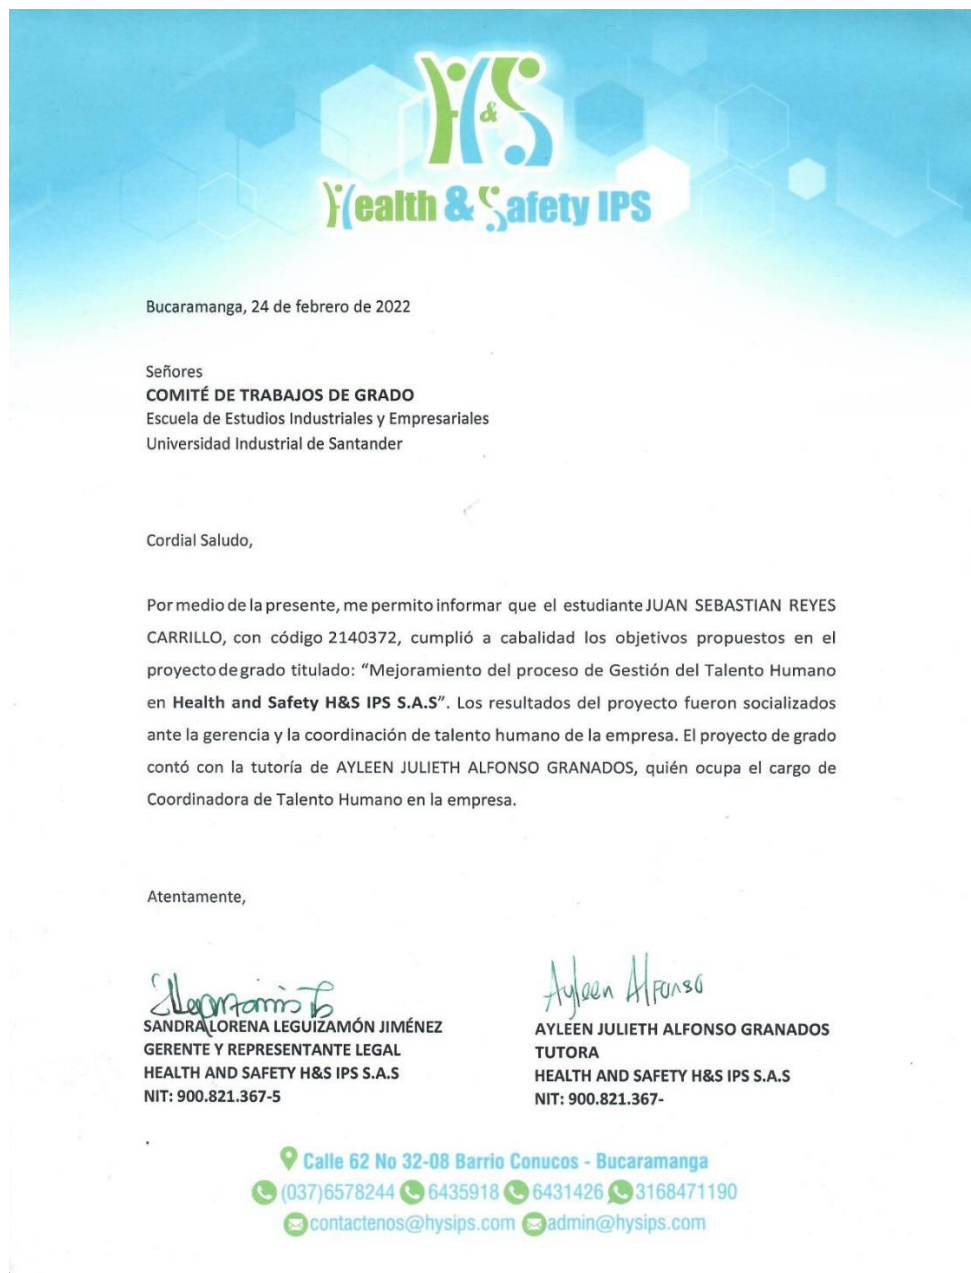 H&S
Health & Safety IPS
Bucaramanga, 24 de febrero de 2022
Señores
COMITÉ DE TRABAJOS DE GRADO
Escuela de Estudios Industriales y Empresariales
Universidad Industrial de Santander
Cordial Saludo,
Por medio de la presente, me permito informar que el estudiante JUAN SEBASTIAN REYES
CARRILLO, con código 2140372, cumplió a cabalidad los objetivos propuestos en el
proyecto de grado titulado: “Mejoramiento del proceso de Gestión del Talento Humano
en Health and Safety H&S IPS S.A.S”. Los resultados del proyecto fueron socializados
ante la gerencia y la coordinación de talento humano de la empresa. El proyecto de grado
contó con la tutoría de AYLEEN JULIETH ALFONSO GRANADOS, quién ocupa el cargo de
Coordinadora de Talento Humano en la empresa.
Atentamente,
Ayleen Alfonso
SANDRA LORENA LEGUIZAMÓN JIMÉNEZ
GERENTE Y REPRESENTANTE LEGAL
HEALTH AND SAFETY H&S IPS S.A.S
NIT: 900.821.367-5
AYLEEN JULIETH ALFONSO GRANADOS
TUTORA
HEALTH AND SAFETY H&S IPS S.A.S
NIT: 900.821.367-
Calle 62 No 32-08 Barrio Conucos - Bucaramanga
(037)6578244 6435918 6431426 3168471190
contactenos@hysips.com admin@hysips.com